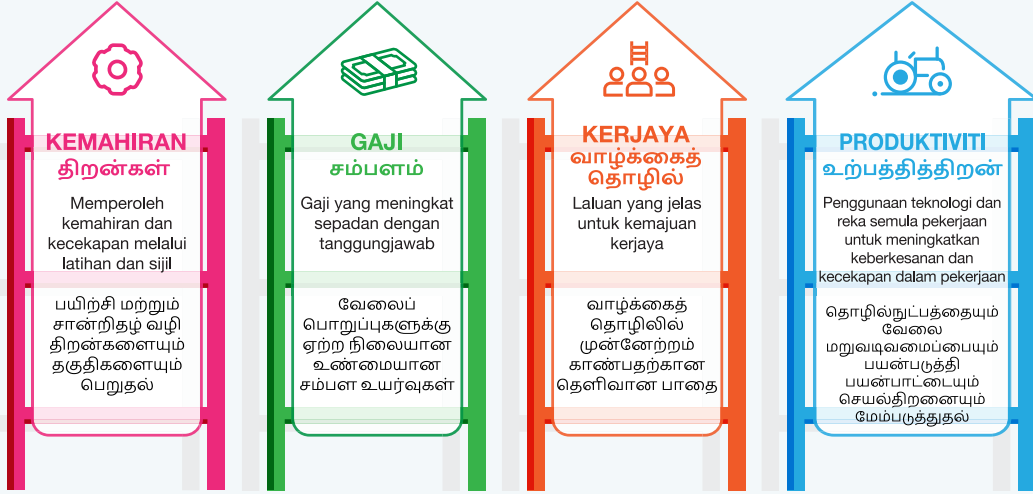 KEMAHIRAN
திறன்கள்
Memperoleh
kemahiran dan
kecekapan melalui
latihan dan sijil
பயிற்சி மற்றும்
சான்றிதழ் வழி
திறன்களையும்
தகுதிகளையும்
பெறுதல்
GAJI
சம்பளம்
Gaji yang meningkat
sepadan dengan
tanggungjawab
வேலைப்
பொறுப்புகளுக்கு
ஏற்ற நிலையான
உண்மையான
சம்பள உயர்வுகள்
KERJAYA
வாழ்க்கைத்
தொழில்
Laluan yang jelas
untuk kemajuan
kerjaya
வாழ்க்கைத்
தொழிலில்
முன்னேற்றம்
காண்பதற்கான
தெளிவான பாதை
PRODUKTIVITI
உற்பத்தித்திறன்
Penggunaan teknologi dan
reka semula pekerjaan
untuk meningkatkan
keberkesanan dan
kecekapan dalam pekerjaan
தொழில்நுட்பத்தையும்
வேலை
மறுவடிவமைப்பையும்
பயன்படுத்தி
பயன்பாட்டையும்
செயல்திறனையும்
மேம்படுத்துதல்